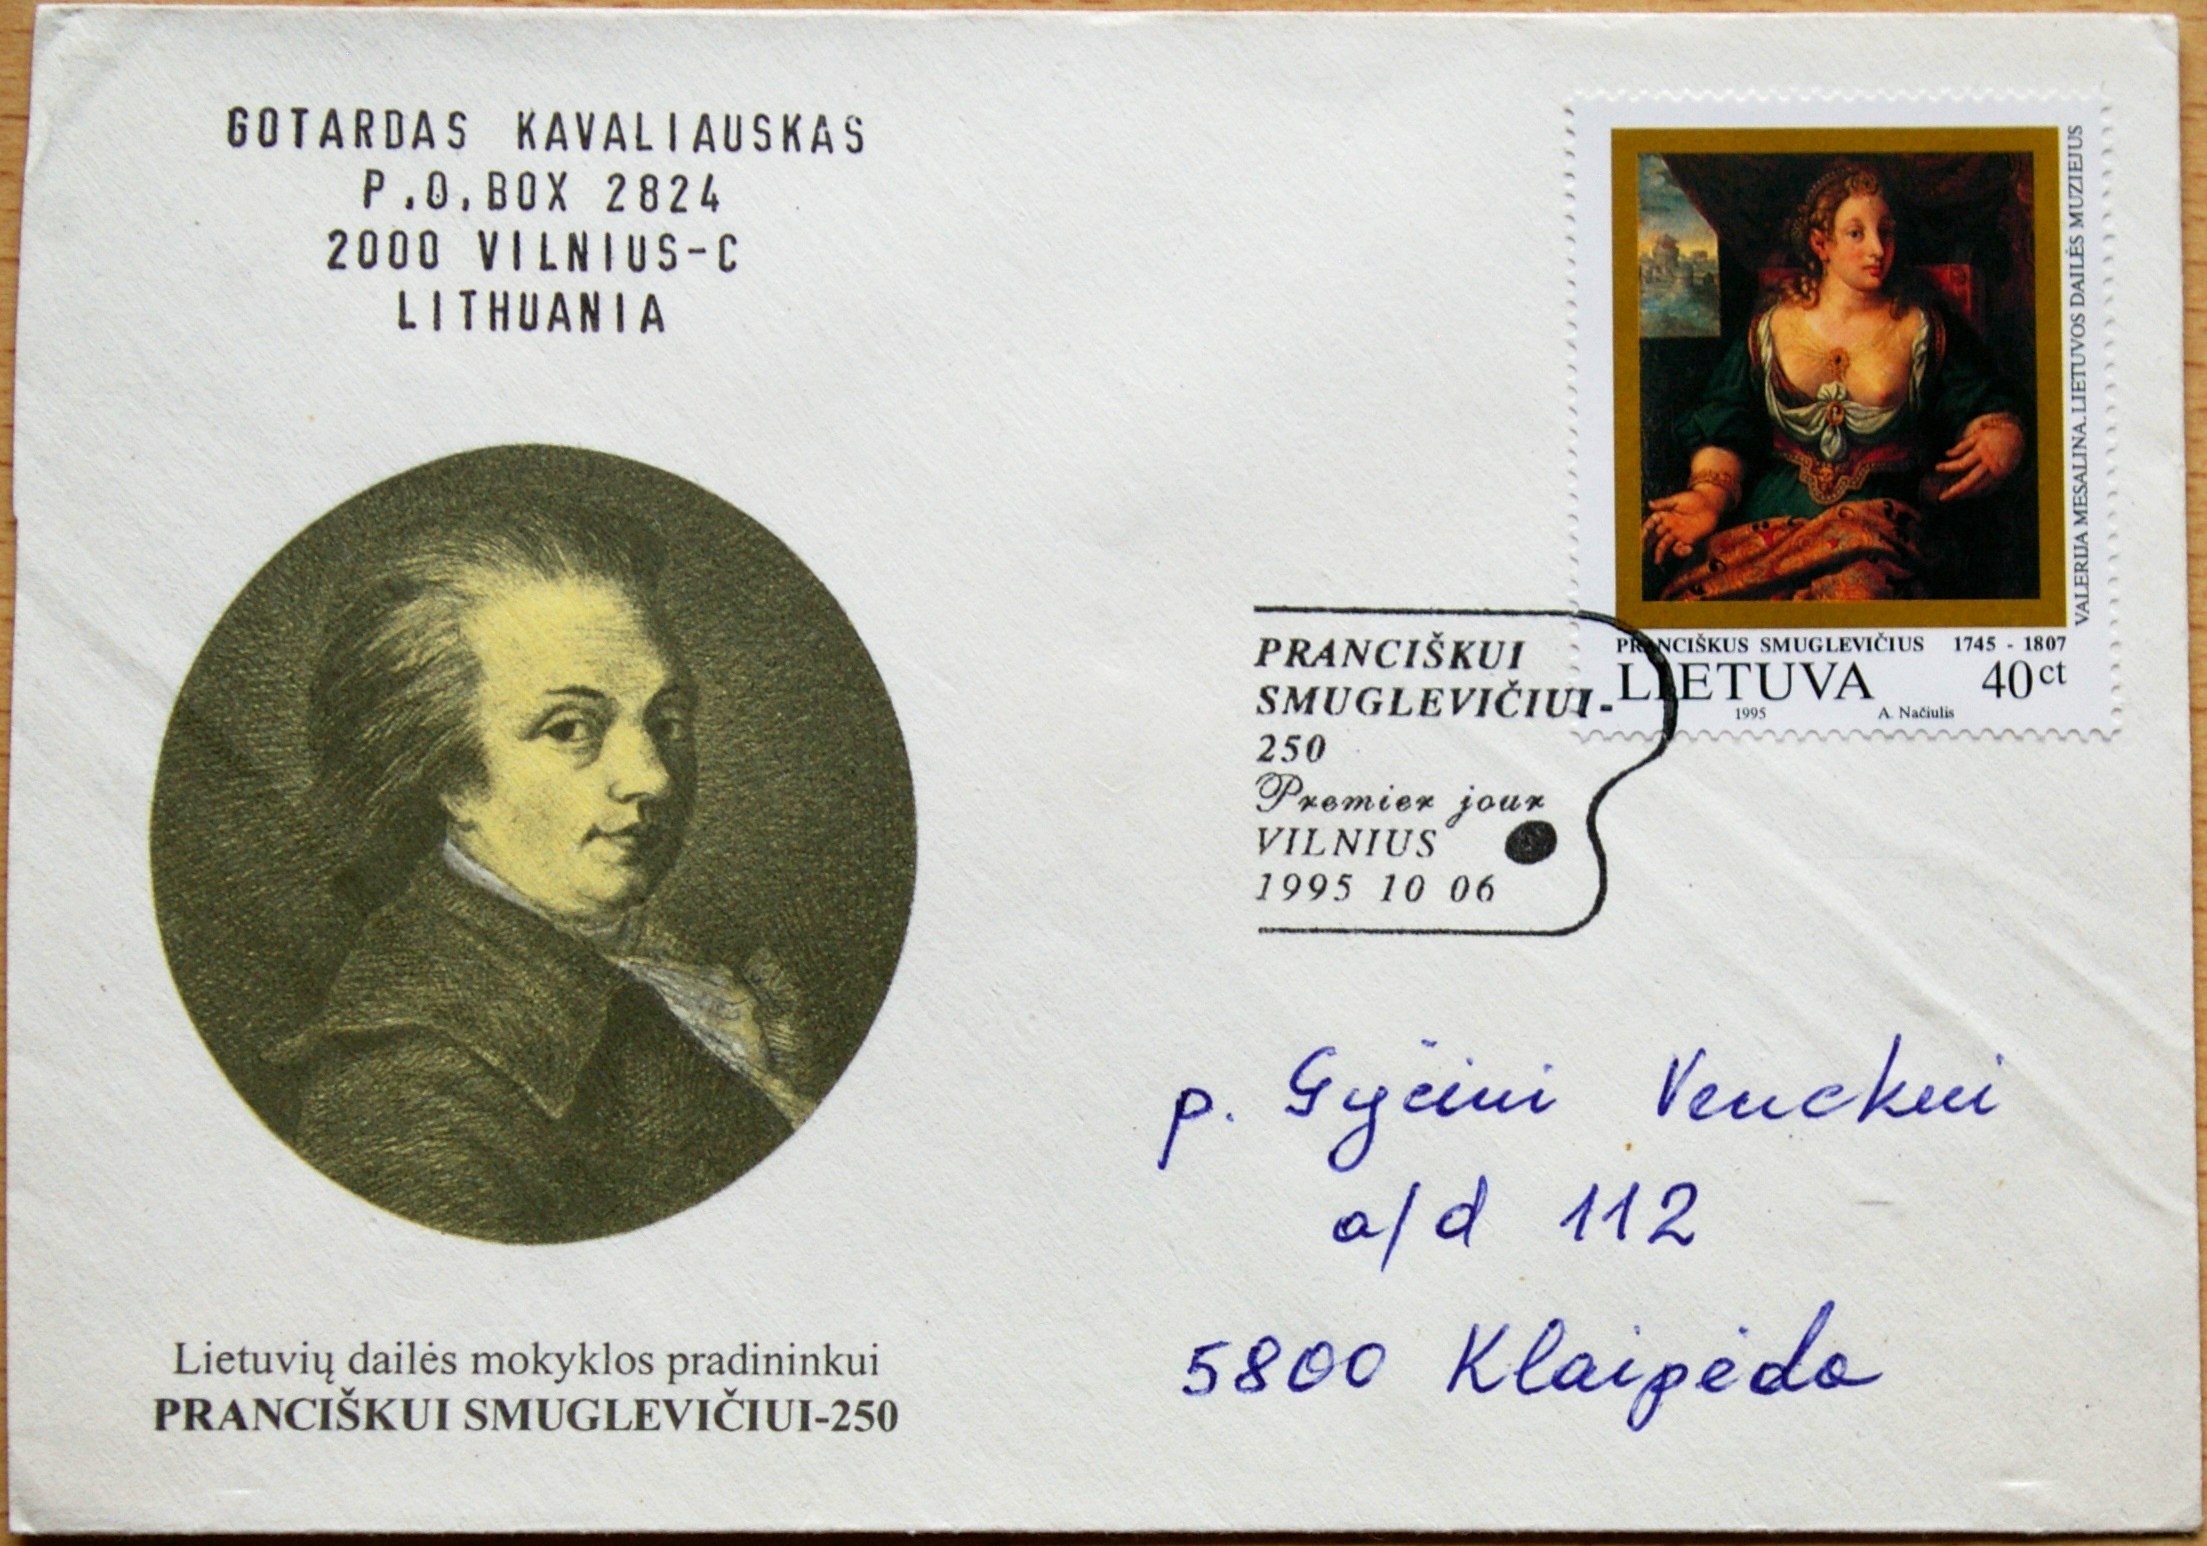 GOTARDAS KAVALIAUSKAS
P.O.BOX 2824
2000 VILNIUS-C
LITHUANIA
VALERIJA MESALINA. LIETUVOS DAILĖS MUZIEJUS
PRANCIŠKUS SMUGLEVIČIUS 1745 - 1807
LIETUVA 40ct
1995 A. Načiulis
PRANCIŠKUI
SMUGLEVIČIUI-
250
Premier jour
VILNIUS
1995 10 06
p. Gyčiui Venckui
a/d 112
5800 Klaipėda
Lietuvių dailės mokyklos pradininkui
PRANCIŠKUI SMUGLEVIČIUI-250